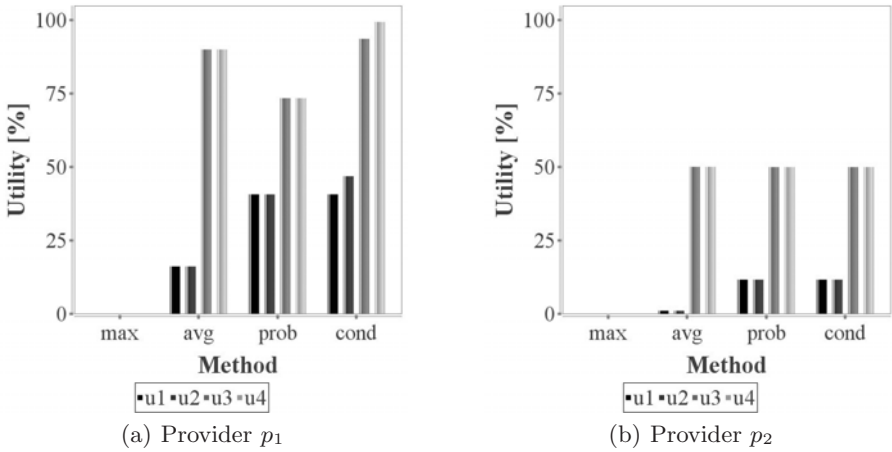 100
75
50
25
0
Utility [%]
max avg prob cond
Method
u1 u2 u3 u4
(a) Provider p1
100
75
50
25
0
Utility [%]
max avg prob cond
Method
u1 u2 u3 u4
(b) Provider p2